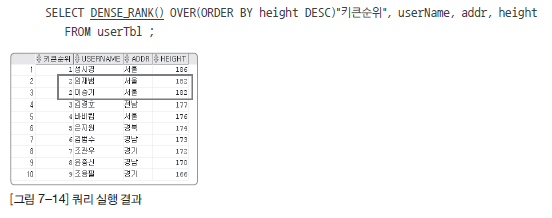 SELECT DENSE_RANK() OVER(ORDER BY height DESC)"키큰순위", userName, addr, height
FROM userTbl ;
키큰순위 USERNAME ADDR HEIGHT
1 1 성시경 서울 186
2 2 임재범 서울 182
3 2 이승기 서울 182
4 3 김경호 전남 177
5 4 바비킴 서울 176
6 5 은지원 경북 174
7 6 김범수 경남 173
8 7 조관우 경기 172
9 8 윤종신 경남 170
10 9 조용필 경기 166
[그림 7-14] 쿼리 실행 결과